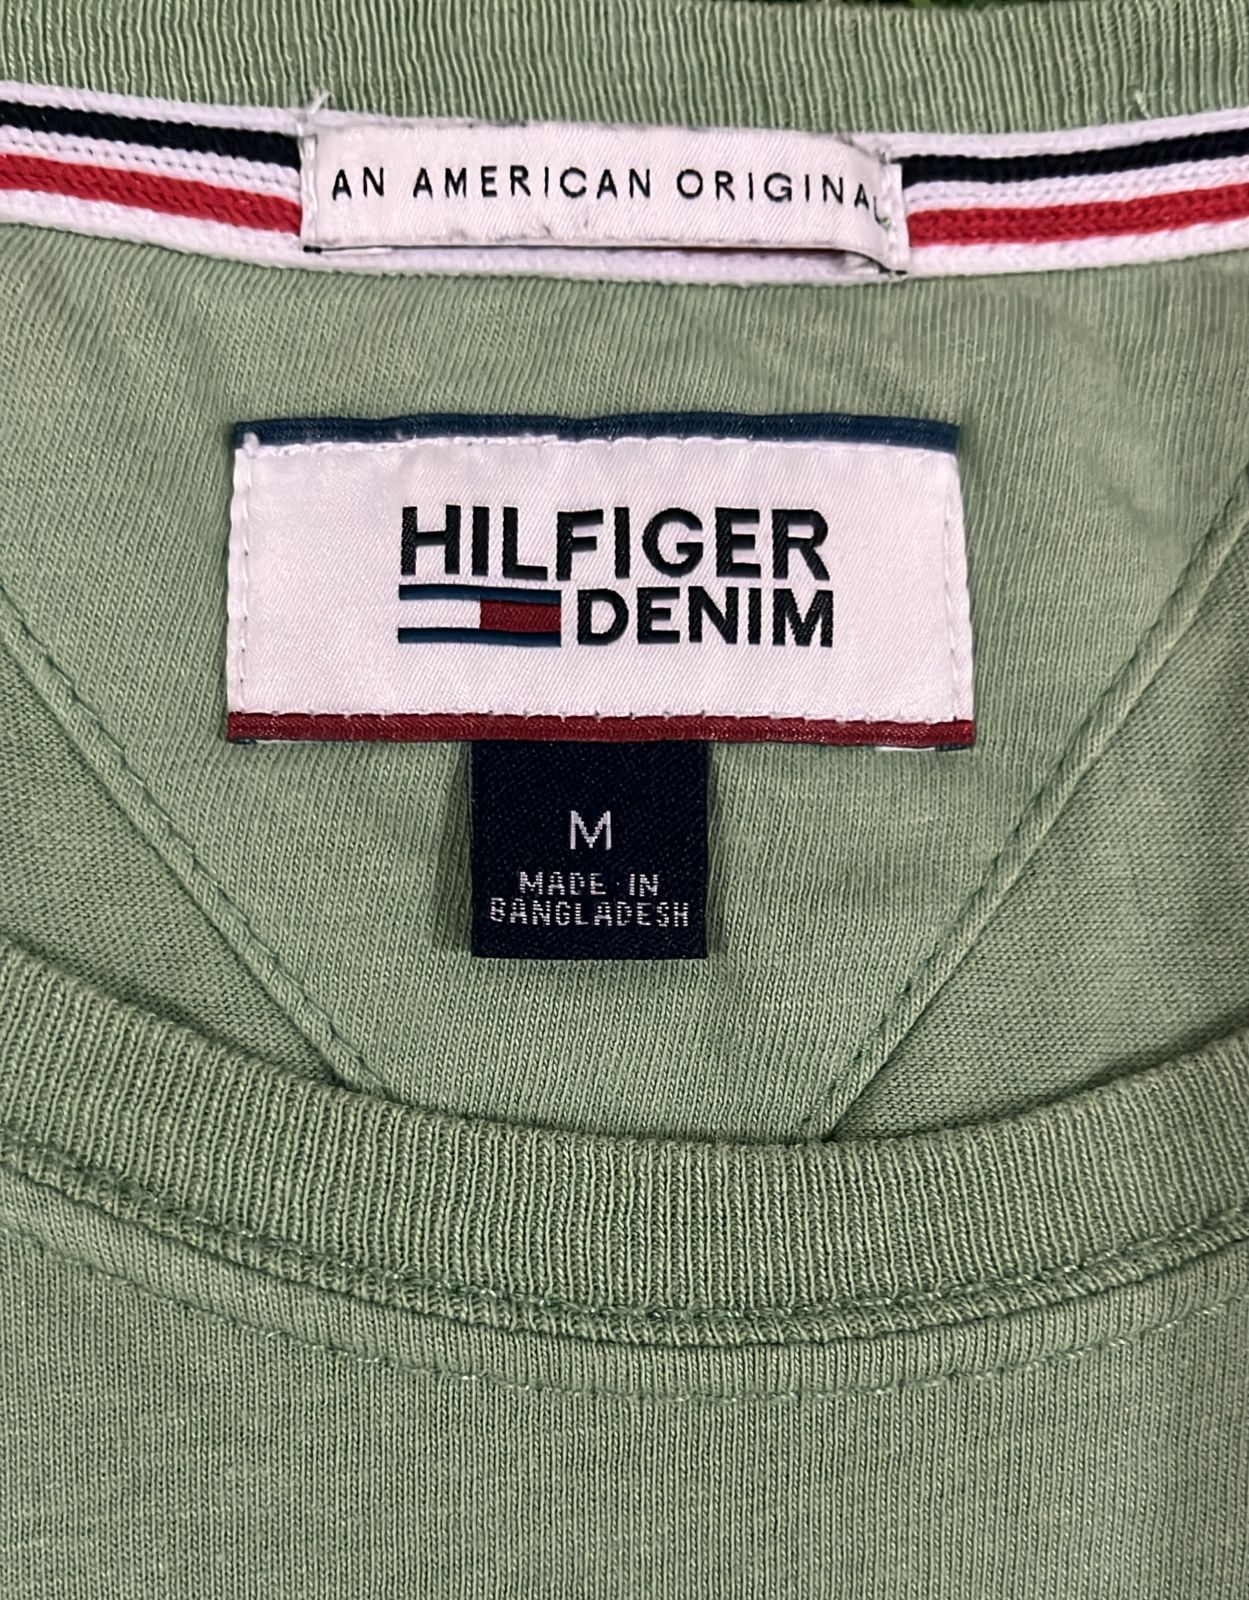 AN AMERICAN ORIGINAL
HILFIGER
DENIM
M
MADE IN
BANGLADESH